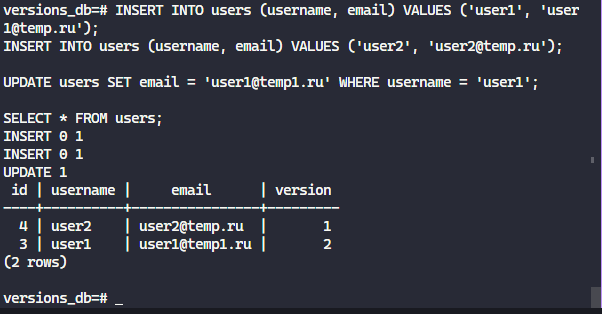 versions_db=# INSERT INTO users (username, email) VALUES ('user1', 'user
1@temp.ru');
INSERT INTO users (username, email) VALUES ('user2', 'user2@temp.ru');
UPDATE users SET email = 'user1@temp1.ru' WHERE username = 'user1';
SELECT * FROM users;
INSERT 0 1
INSERT 0 1
UPDATE 1
 id | username |     email      | version
----+----------+----------------+---------
  4 | user2    | user2@temp.ru  |       1
  3 | user1    | user1@temp1.ru |       2
(2 rows)
versions_db=# _